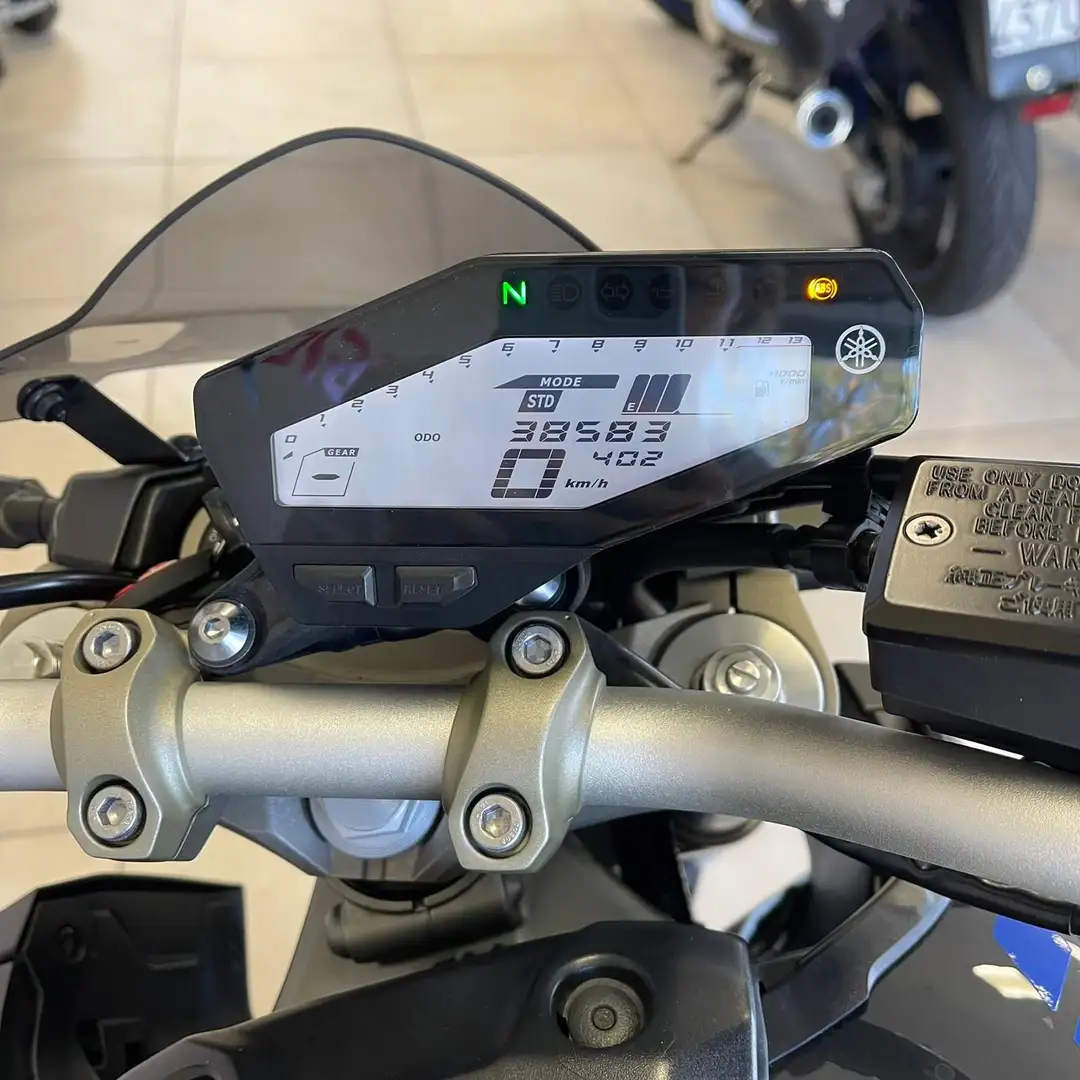 N
ABS
0 1 2 3 4 5 6 7 8 9 10 11 12 13
x1000
r/min
MODE
STD
E
ODO
38583
GEAR
-
402
0 km/h
SELECT RESET
USE ONLY DO
FROM A SEAL
CLEAN F
BEFORE
— WAR